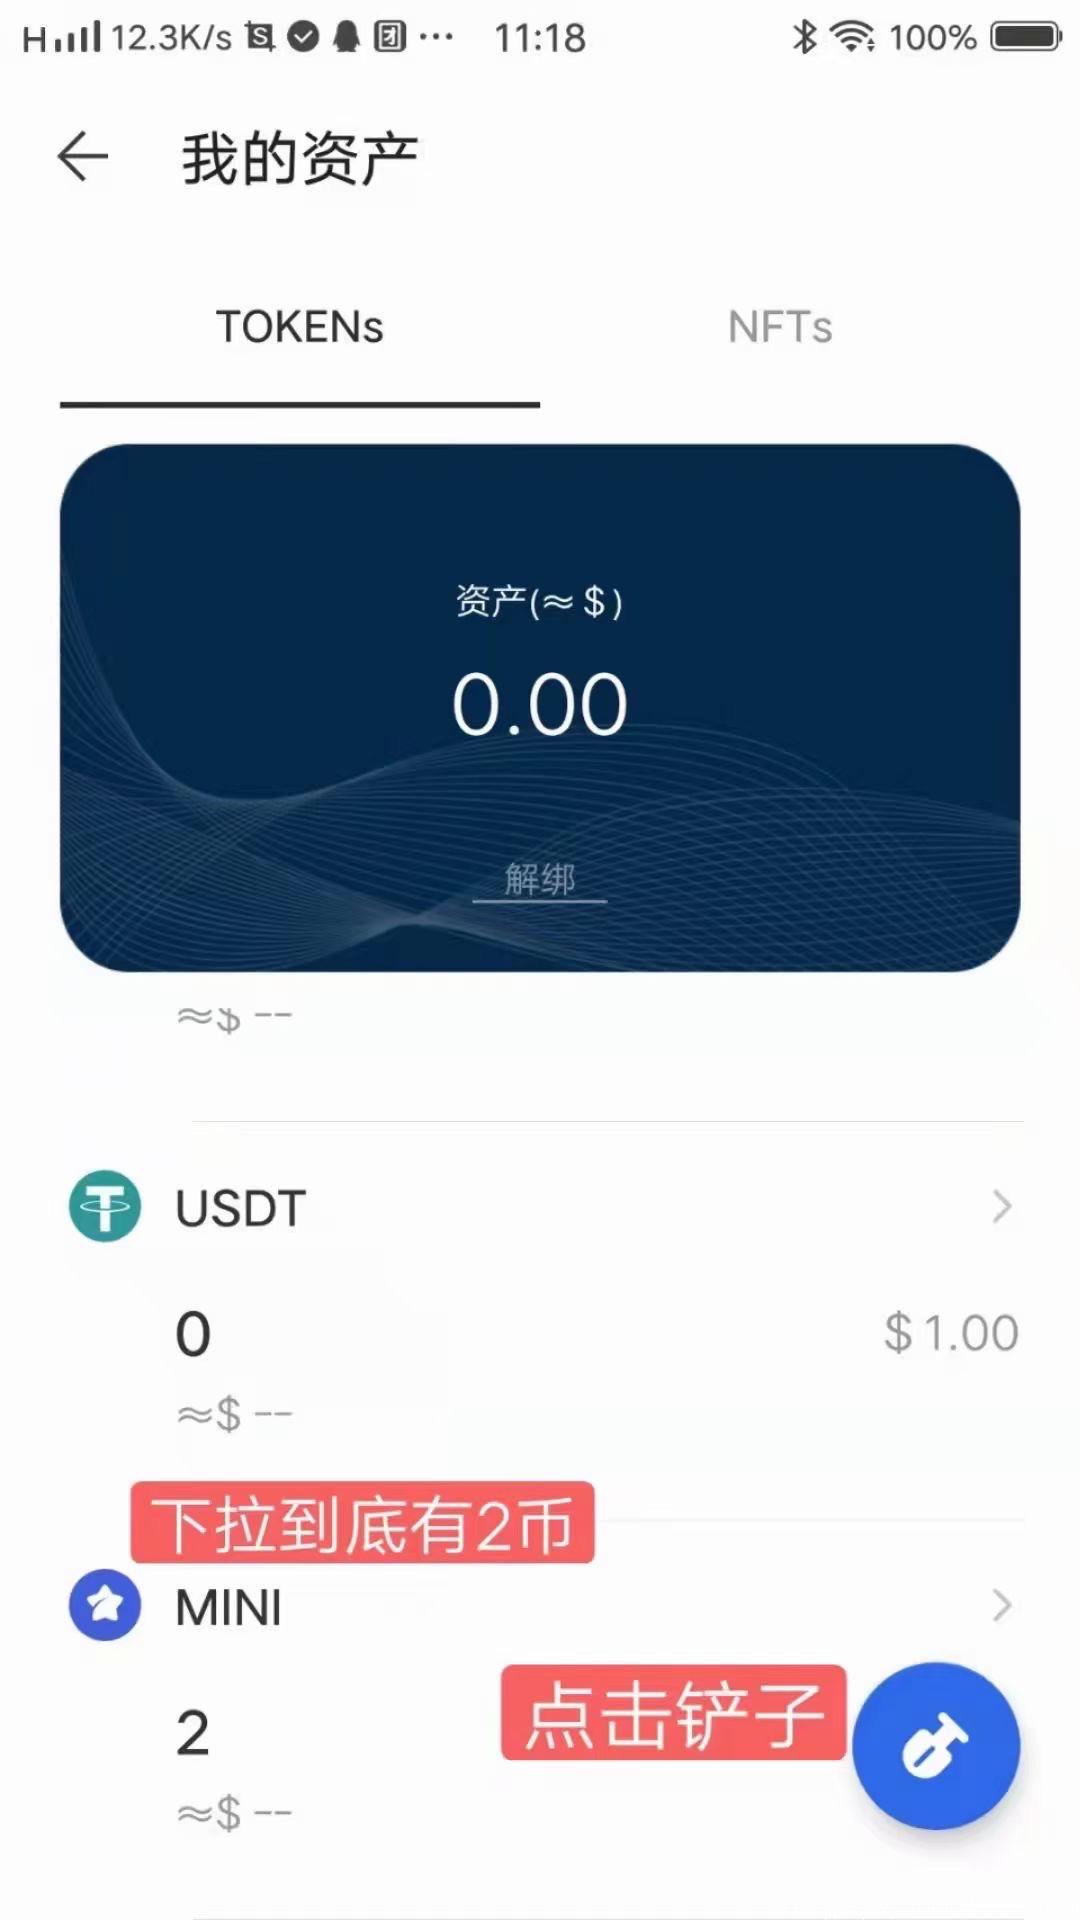 H 12.3K/s 11:18 100%
我的资产
TOKENs NFTs
资产(≈$)
0.00
解绑
≈$ --
USDT
0 $1.00
≈$ --
下拉到底有2币
MINI
点击铲子
2
≈$ --